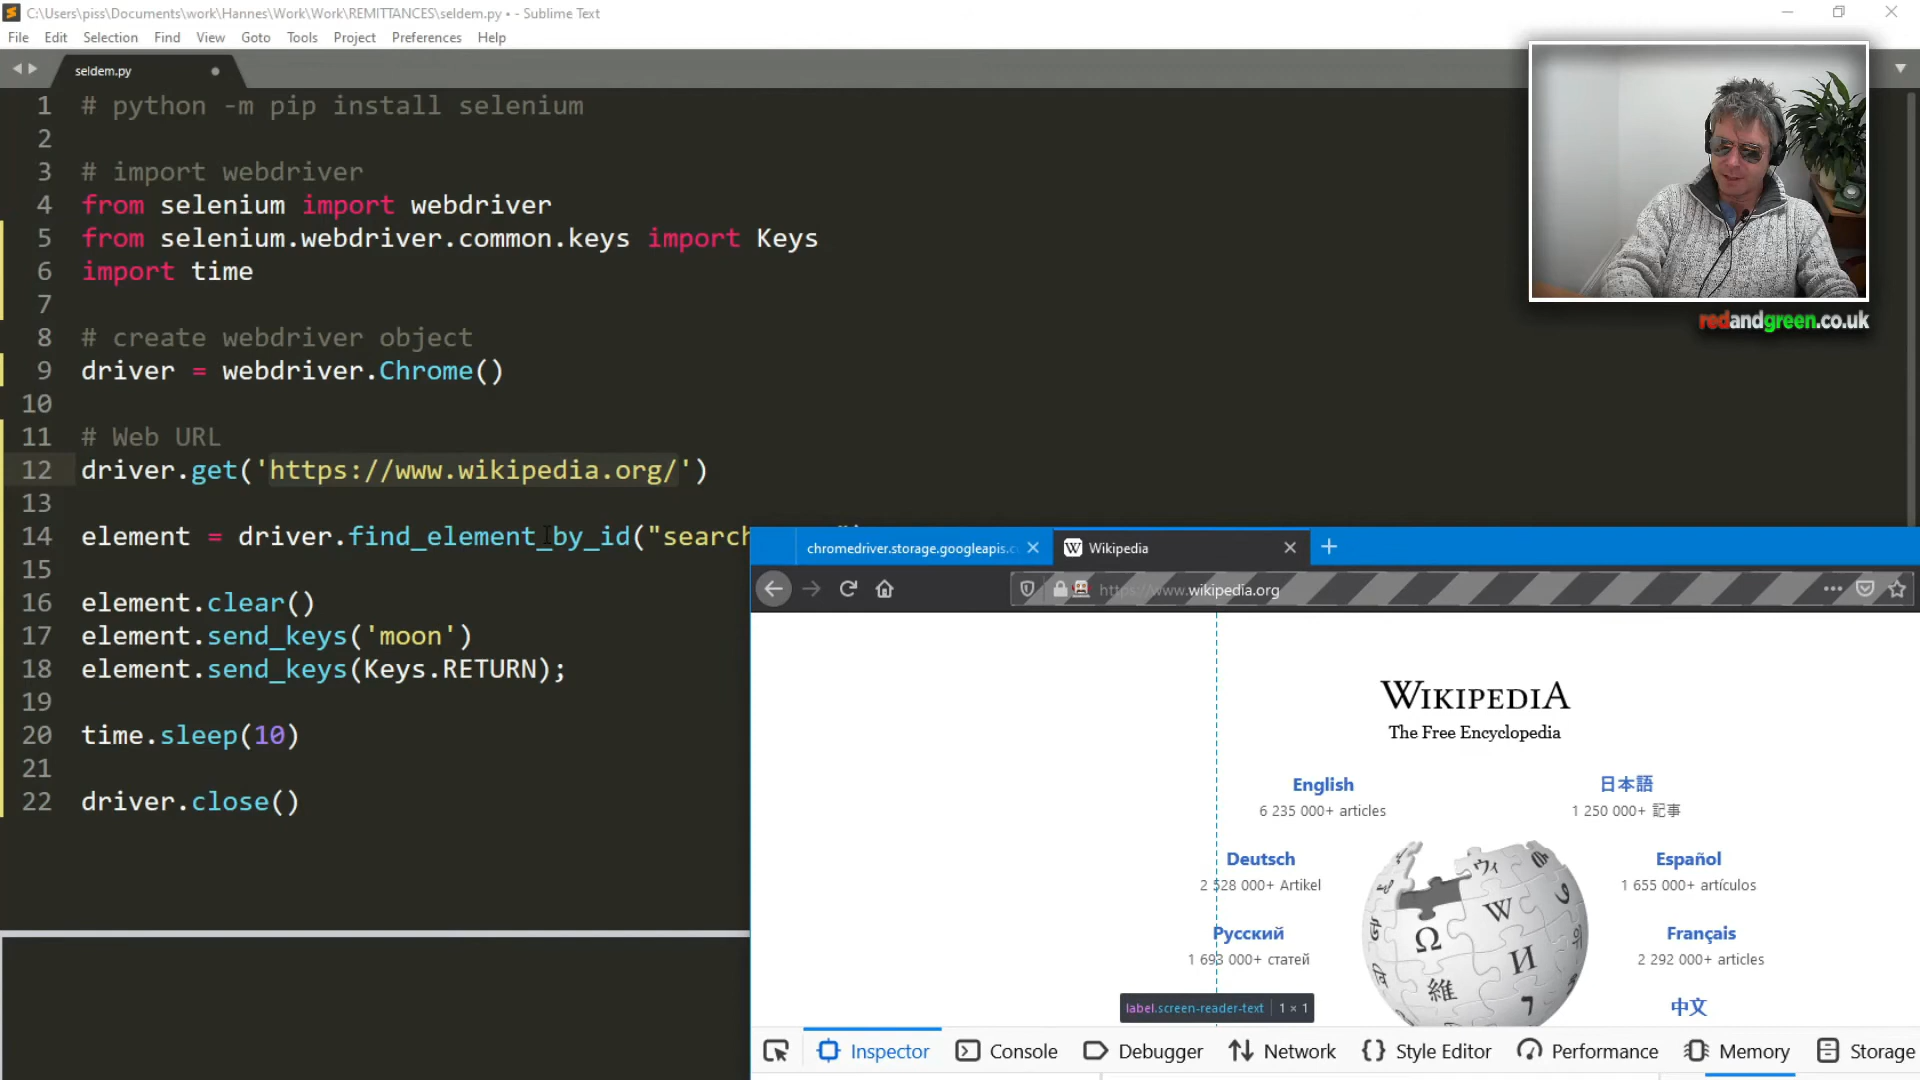 C:\Users\piss\Documents\work\Hannes\Work\Work\REMITTANCES\seldem.py • - Sublime Text
File Edit Selection Find View Goto Tools Project Preferences Help
seldem.py
1 # python -m pip install selenium
2
3 # import webdriver
4 from selenium import webdriver
5 from selenium.webdriver.common.keys import Keys
6 import time
7
8 # create webdriver object
9 driver = webdriver.Chrome()
10
11 # Web URL
12 driver.get('https://www.wikipedia.org/')
13
14 element = driver.find_element_by_id("search
15
16 element.clear()
17 element.send_keys('moon')
18 element.send_keys(Keys.RETURN);
19
20 time.sleep(10)
21
22 driver.close()
redandgreen.co.uk
chromedriver.storage.googleapis.c
Wikipedia
https://www.wikipedia.org
WIKIPEDIA
The Free Encyclopedia
English
6 235 000+ articles
日本語
1 250 000+ 記事
Deutsch
2 528 000+ Artikel
Español
1 655 000+ artículos
Русский
1 693 000+ статей
Français
2 292 000+ articles
中文
label.screen-reader-text 1 × 1
Inspector Console Debugger Network Style Editor Performance Memory Storage